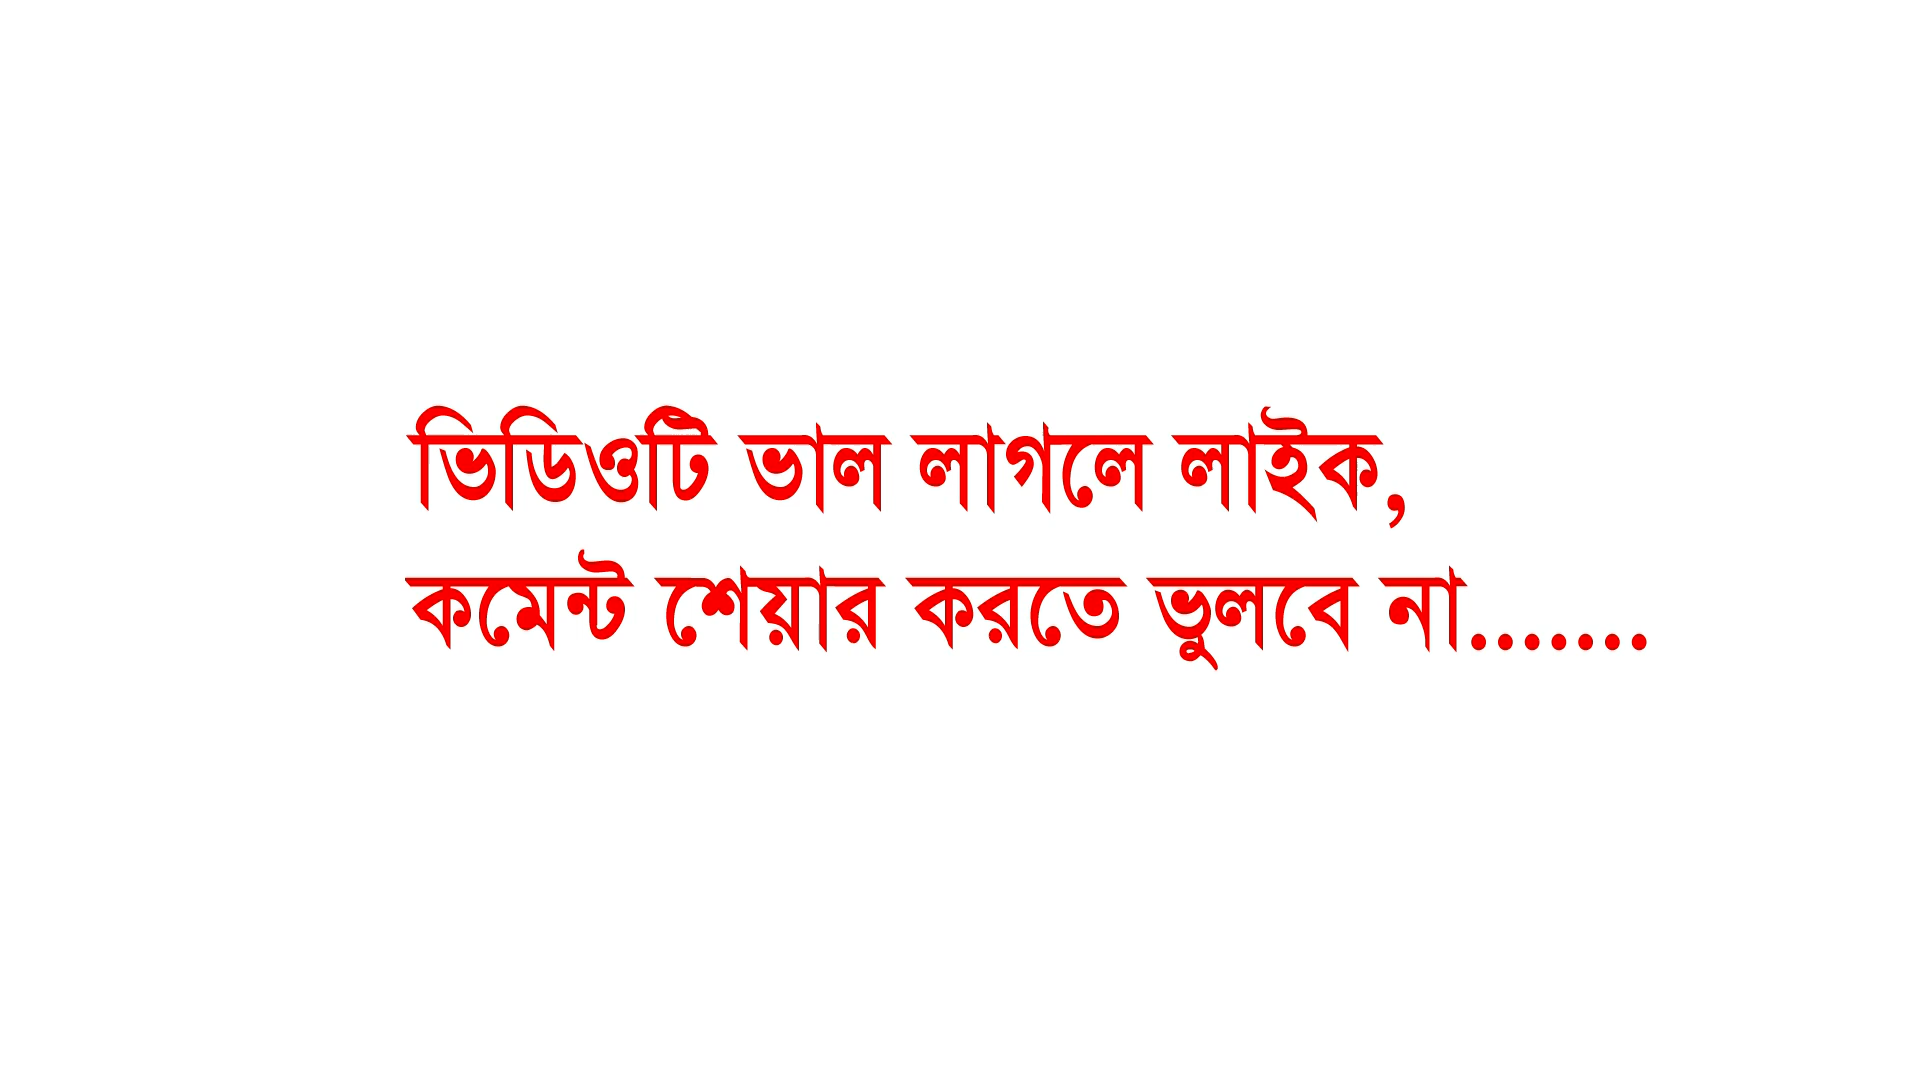 ভিডিওটি ভাল লাগলে লাইক,
কমেন্ট শেয়ার করতে ভুলবে না.......